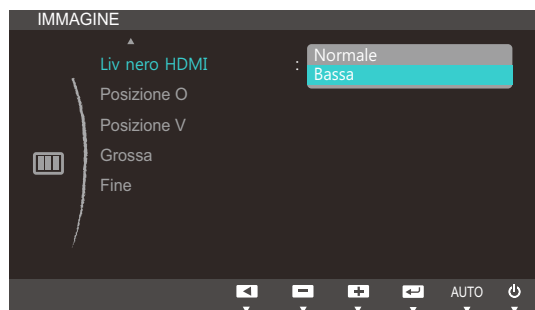 IMMAGINE
Liv nero HDMI : Normale
Bassa
Posizione O
Posizione V
Grossa
Fine
AUTO